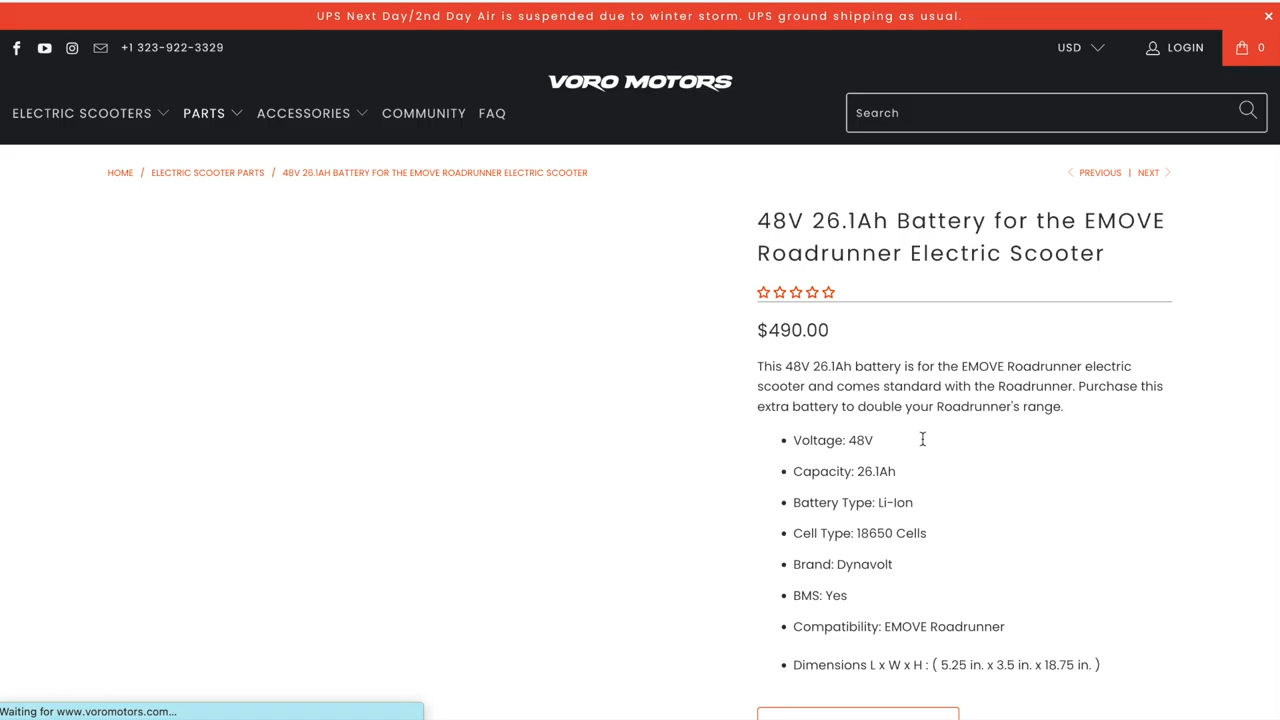 UPS Next Day/2nd Day Air is suspended due to winter storm. UPS ground shipping as usual.
+1 323-922-3329
USD
LOGIN
0
VORO MOTORS
ELECTRIC SCOOTERS
PARTS
ACCESSORIES
COMMUNITY
FAQ
Search
HOME / ELECTRIC SCOOTER PARTS / 48V 26.1AH BATTERY FOR THE EMOVE ROADRUNNER ELECTRIC SCOOTER
PREVIOUS | NEXT
48V 26.1Ah Battery for the EMOVE
Roadrunner Electric Scooter
$490.00
This 48V 26.1Ah battery is for the EMOVE Roadrunner electric
scooter and comes standard with the Roadrunner. Purchase this
extra battery to double your Roadrunner's range.
• Voltage: 48V
• Capacity: 26.1Ah
• Battery Type: Li-Ion
• Cell Type: 18650 Cells
• Brand: Dynavolt
• BMS: Yes
• Compatibility: EMOVE Roadrunner
• Dimensions L x W x H : ( 5.25 in. x 3.5 in. x 18.75 in. )
Waiting for www.voromotors.com...